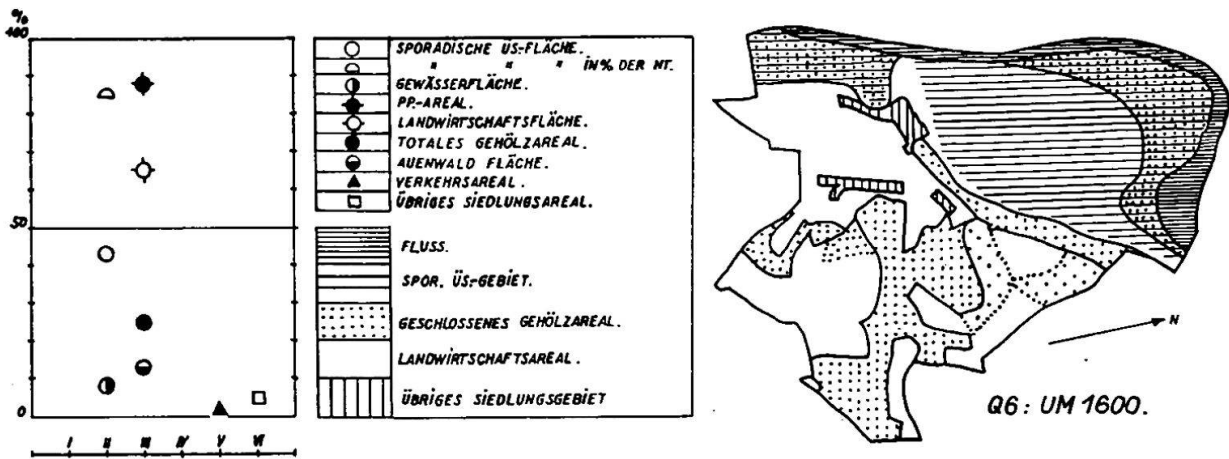 %
100
50
0
I II III IV V VI
SPORADISCHE ÜS.-FLÄCHE.
" " " IN % DER NT.
GEWÄSSERFLÄCHE.
PP.-AREAL.
LANDWIRTSCHAFTSFLÄCHE.
TOTALES GEHÖLZAREAL.
AUENWALD FLÄCHE.
VERKEHRSAREAL.
ÜBRIGES SIEDLUNGSAREAL.
FLUSS.
SPOR. ÜS.-GEBIET.
GESCHLOSSENES GEHÖLZAREAL.
LANDWIRTSCHAFTSAREAL.
ÜBRIGES SIEDLUNGSGEBIET
N
Q6: UM 1600.